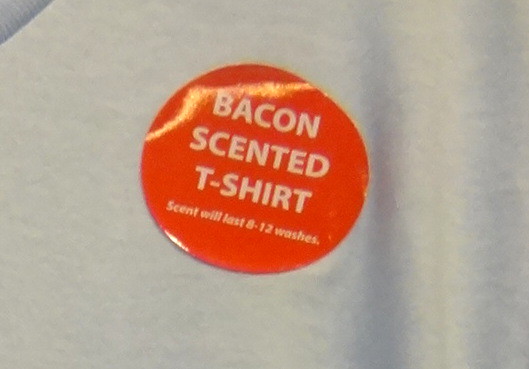 BACON
SCENTED
T-SHIRT
Scent will last 8-12 washes.